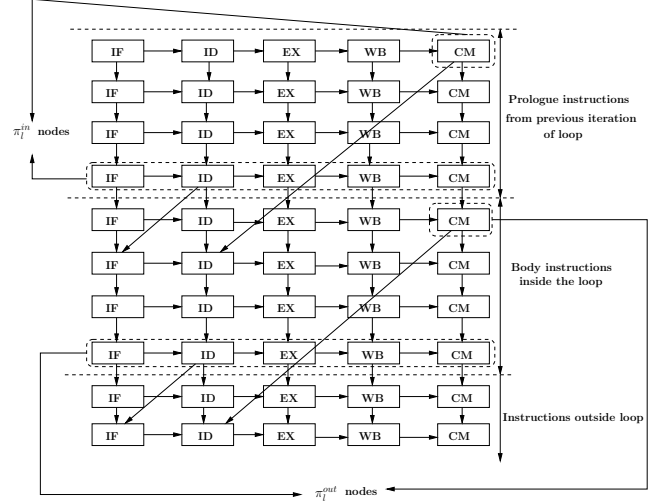 IF ID EX WB CM
IF ID EX WB CM
IF ID EX WB CM
IF ID EX WB CM
IF ID EX WB CM
IF ID EX WB CM
IF ID EX WB CM
IF ID EX WB CM
IF ID EX WB CM
IF ID EX WB CM
π_l^{in} nodes
Prologue instructions
from previous iteration
of loop
Body instructions
inside the loop
Instructions outside loop
π_l^{out} nodes